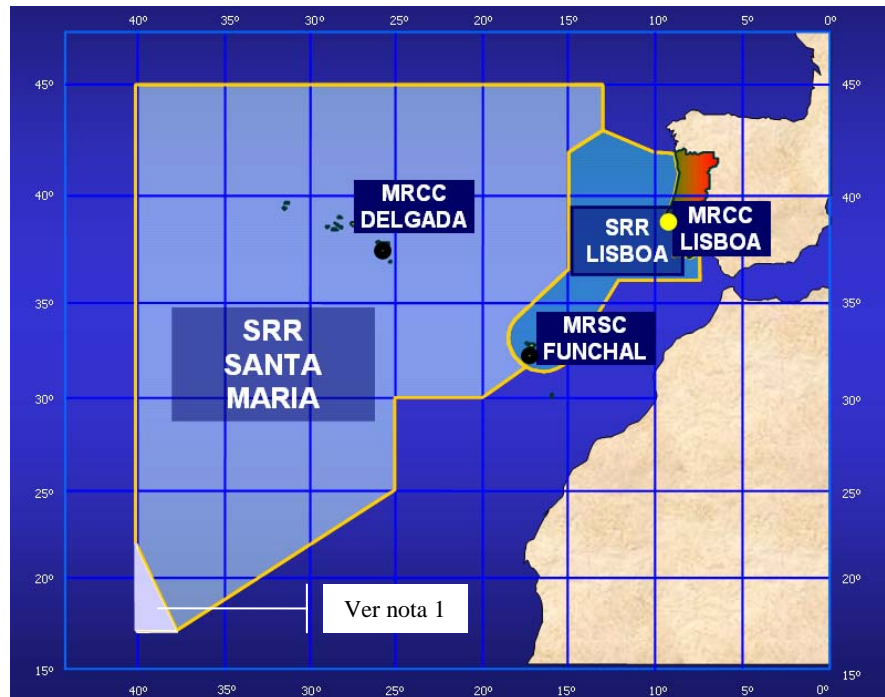 40º 35º 30º 25º 20º 15º 10º 5º 0º
45º 45º
MRCC
DELGADA
40º 40º
MRCC
LISBOA
SRR
LISBOA
35º 35º
MRSC
FUNCHAL
SRR
SANTA
MARIA
30º 30º
25º 25º
20º 20º
Ver nota 1
15º 15º
40º 35º 30º 25º 20º 15º 10º 5º 0º